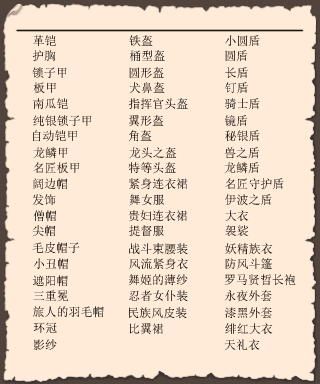 革铠 铁盔 小圆盾
护胸 桶型盔 圆盾
锁子甲 圆形盔 长盾
板甲 犬鼻盔 钉盾
南瓜铠 指挥官头盔 骑士盾
纯银锁子甲 翼形盔 镜盾
自动铠甲 角盔 秘银盾
龙鳞甲 龙头之盔 兽之盾
名匠板甲 特等头盔 龙鳞盾
阔边帽 紧身连衣裙 名匠守护盾
发饰 舞女服 伊波之盾
僧帽 贵妇连衣裙 大衣
尖帽 提督服 袈裟
毛皮帽子 战斗束腰装 妖精族衣
小丑帽 风流紧身衣 防风斗篷
遮阳帽 舞姬的薄纱 罗马贤哲长袍
三重冕 忍者女仆装 永夜外套
旅人的羽毛帽 民族风皮装 漆黑外套
环冠 比翼裙 绯红大衣
影纱 天礼衣